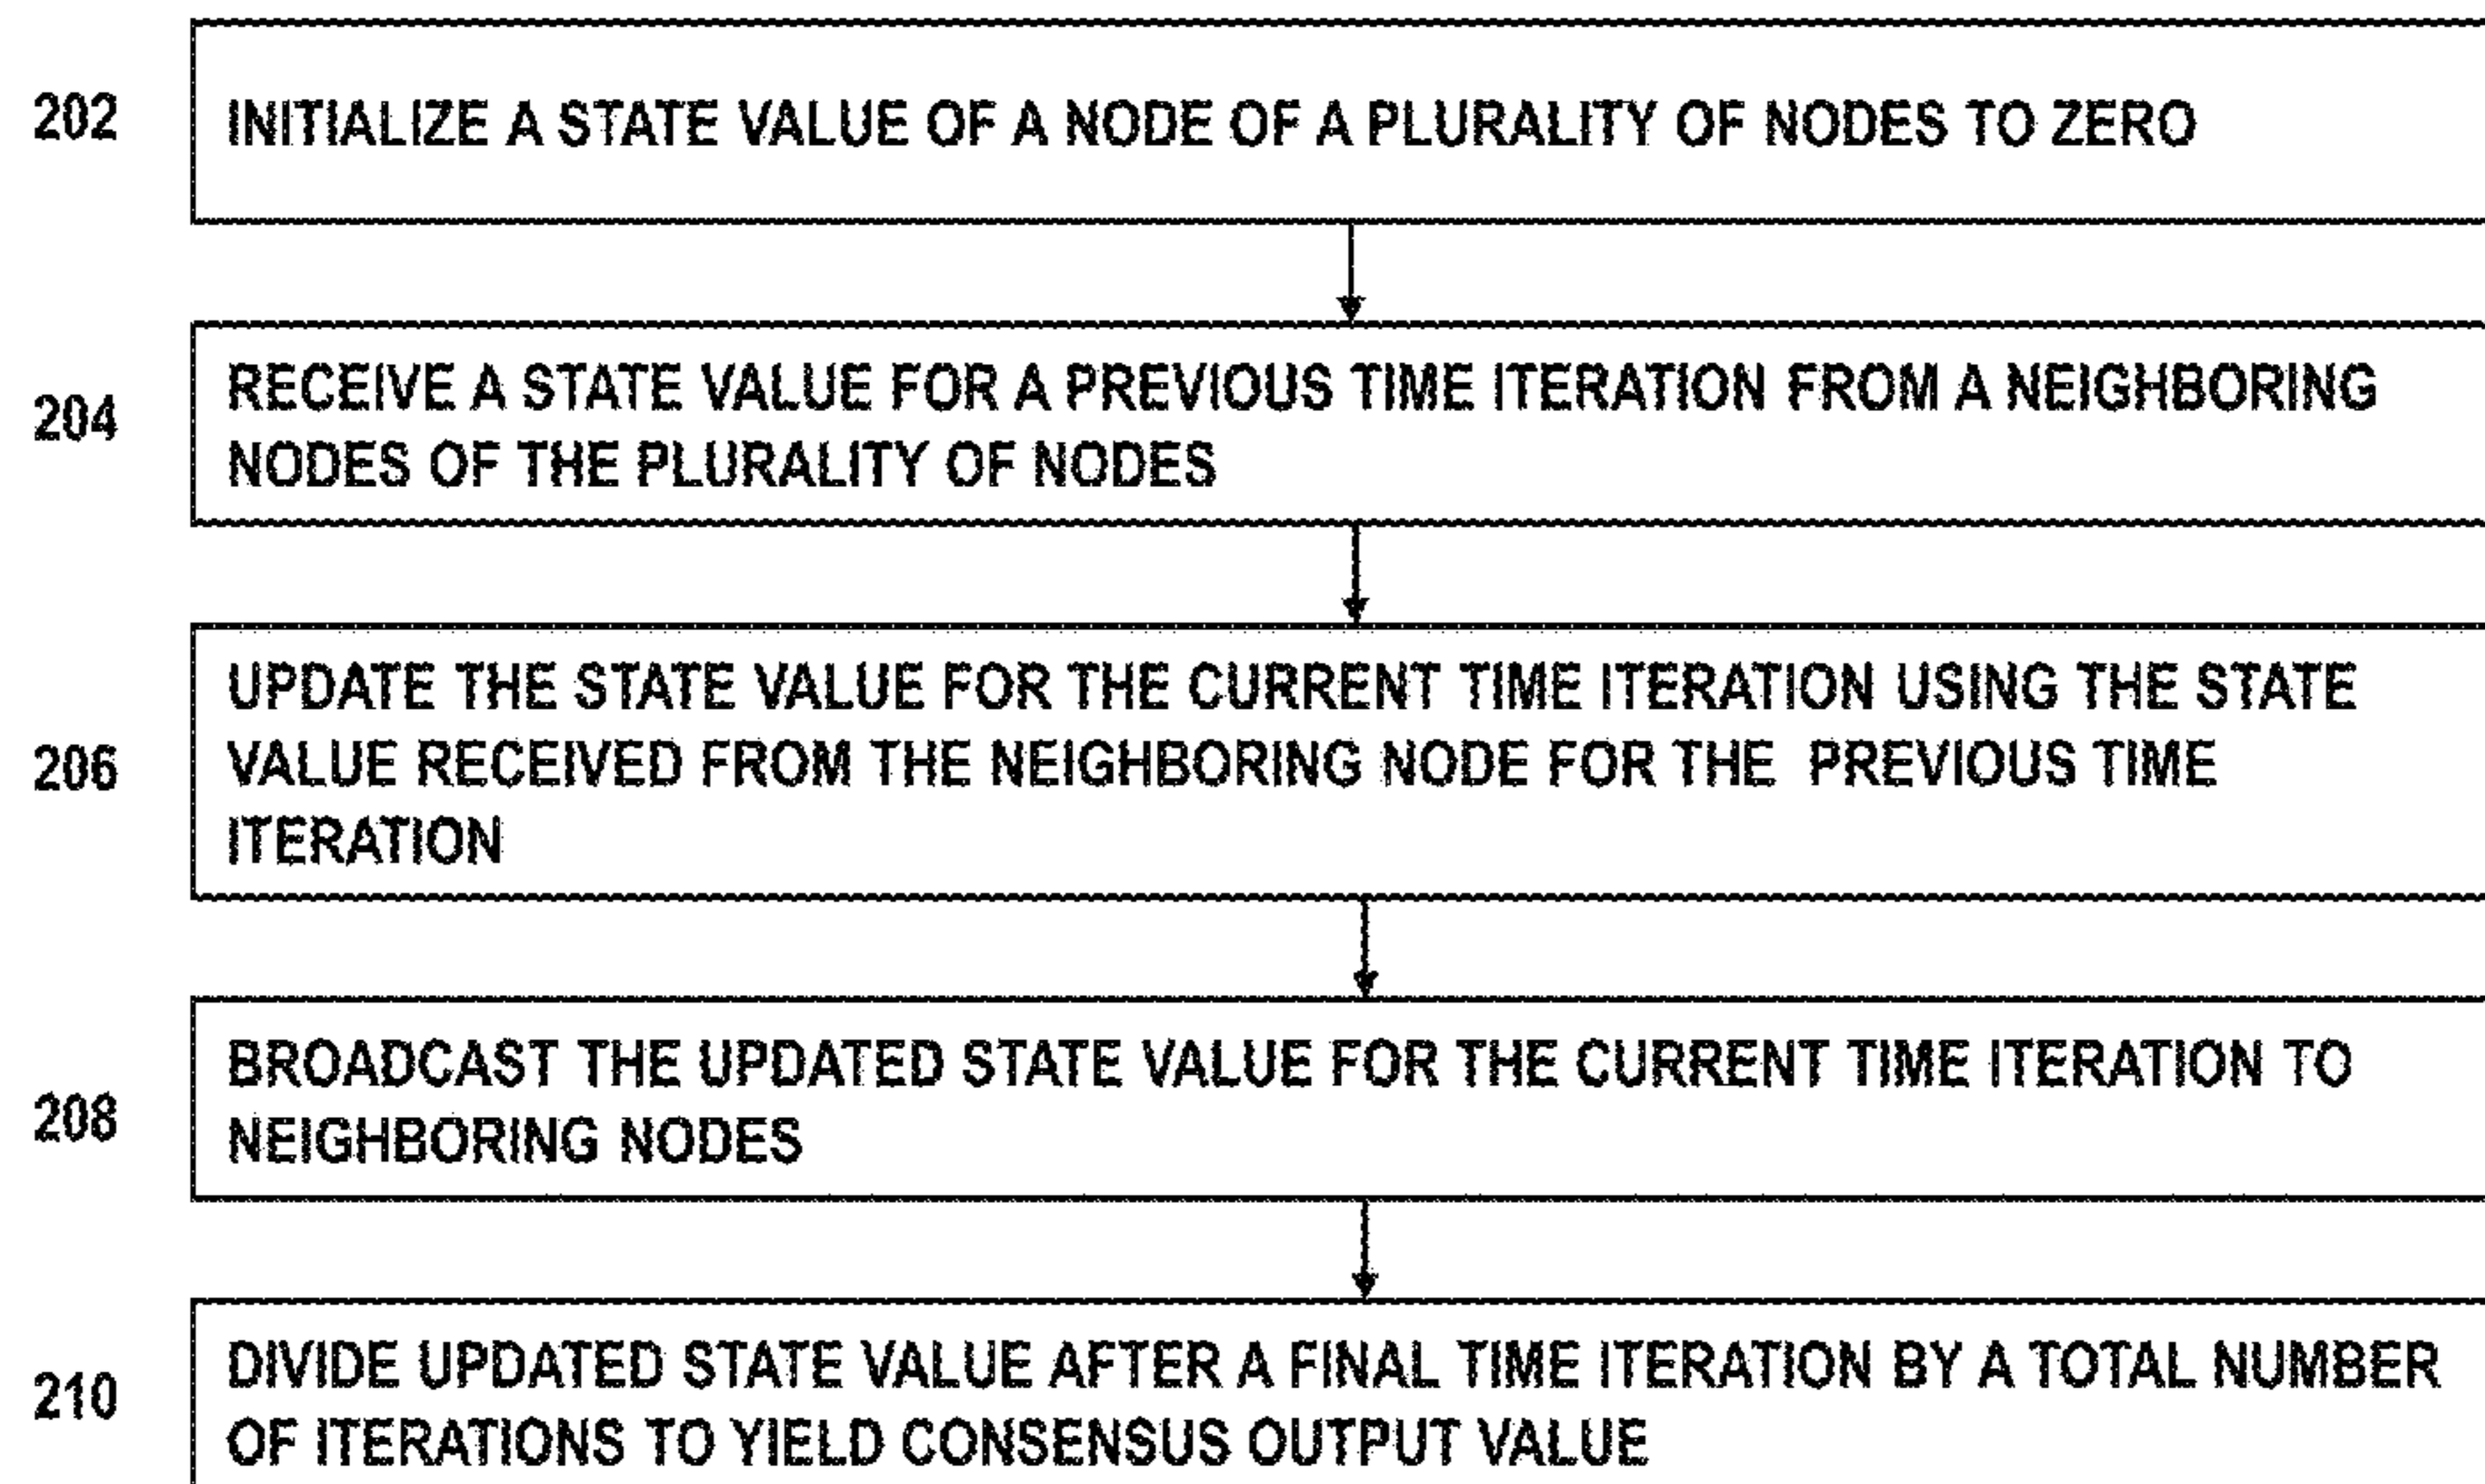 202
INITIALIZE A STATE VALUE OF A NODE OF A PLURALITY OF NODES TO ZERO
204
RECEIVE A STATE VALUE FOR A PREVIOUS TIME ITERATION FROM A NEIGHBORING
NODES OF THE PLURALITY OF NODES
206
UPDATE THE STATE VALUE FOR THE CURRENT TIME ITERATION USING THE STATE
VALUE RECEIVED FROM THE NEIGHBORING NODE FOR THE PREVIOUS TIME
ITERATION
208
BROADCAST THE UPDATED STATE VALUE FOR THE CURRENT TIME ITERATION TO
NEIGHBORING NODES
210
DIVIDE UPDATED STATE VALUE AFTER A FINAL TIME ITERATION BY A TOTAL NUMBER
OF ITERATIONS TO YIELD CONSENSUS OUTPUT VALUE